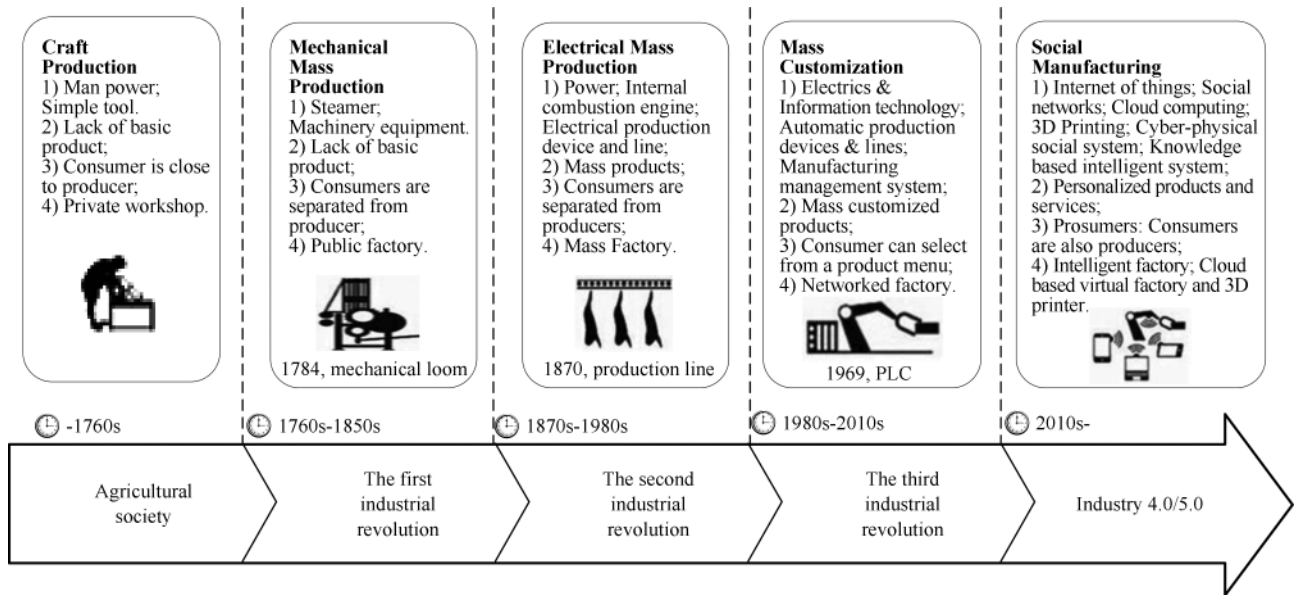 Craft
Production
1) Man power;
Simple tool.
2) Lack of basic
product;
3) Consumer is close
to producer;
4) Private workshop.
Mechanical
Mass
Production
1) Steamer;
Machinery equipment.
2) Lack of basic
product;
3) Consumers are
separated from
producer;
4) Public factory.
1784, mechanical loom
Electrical Mass
Production
1) Power; Internal
combustion engine;
Electrical production
device and line;
2) Mass products;
3) Consumers are
separated from
producers;
4) Mass Factory.
1870, production line
Mass
Customization
1) Electrics &
Information technology;
Automatic production
devices & lines;
Manufacturing
management system;
2) Mass customized
products;
3) Consumer can select
from a product menu;
4) Networked factory.
1969, PLC
Social
Manufacturing
1) Internet of things; Social
networks; Cloud computing;
3D Printing; Cyber-physical
social system; Knowledge
based intelligent system;
2) Personalized products and
services;
3) Prosumers: Consumers
are also producers;
4) Intelligent factory; Cloud
based virtual factory and 3D
printer.
-1760s
1760s-1850s
1870s-1980s
1980s-2010s
2010s-
Agricultural
society
The first
industrial
revolution
The second
industrial
revolution
The third
industrial
revolution
Industry 4.0/5.0